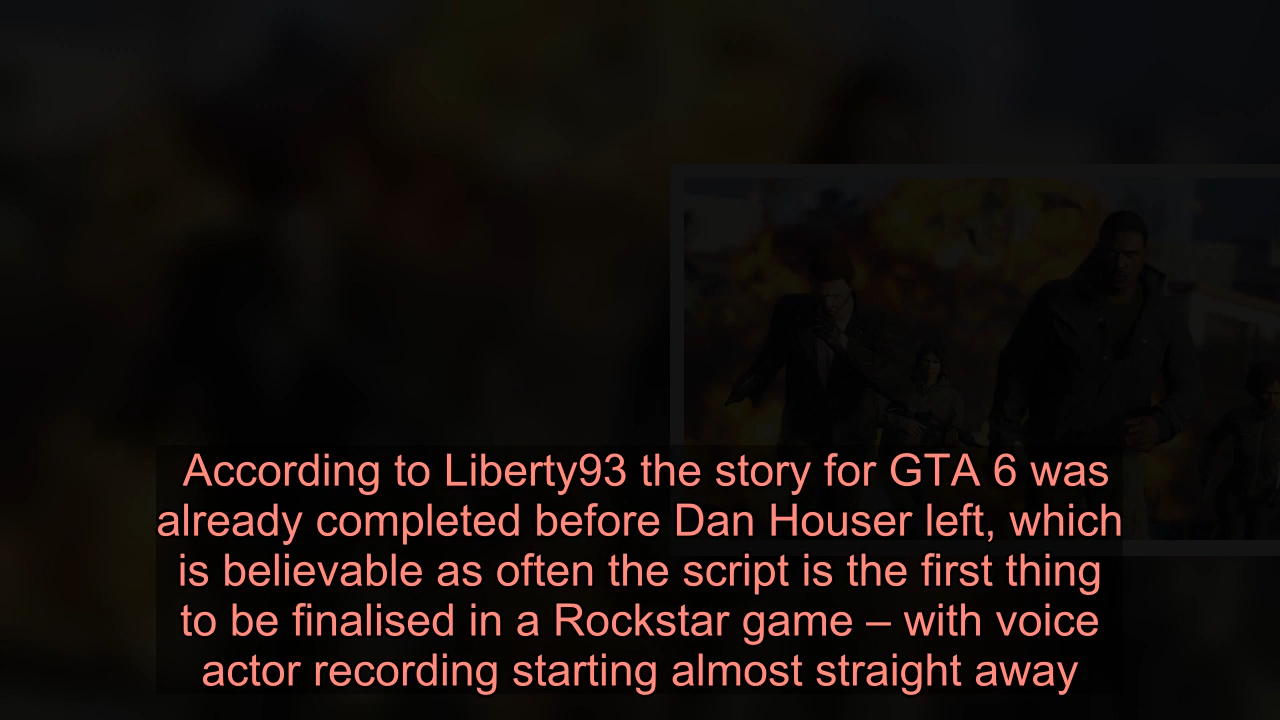 According to Liberty93 the story for GTA 6 was
already completed before Dan Houser left, which
is believable as often the script is the first thing
to be finalised in a Rockstar game – with voice
actor recording starting almost straight away